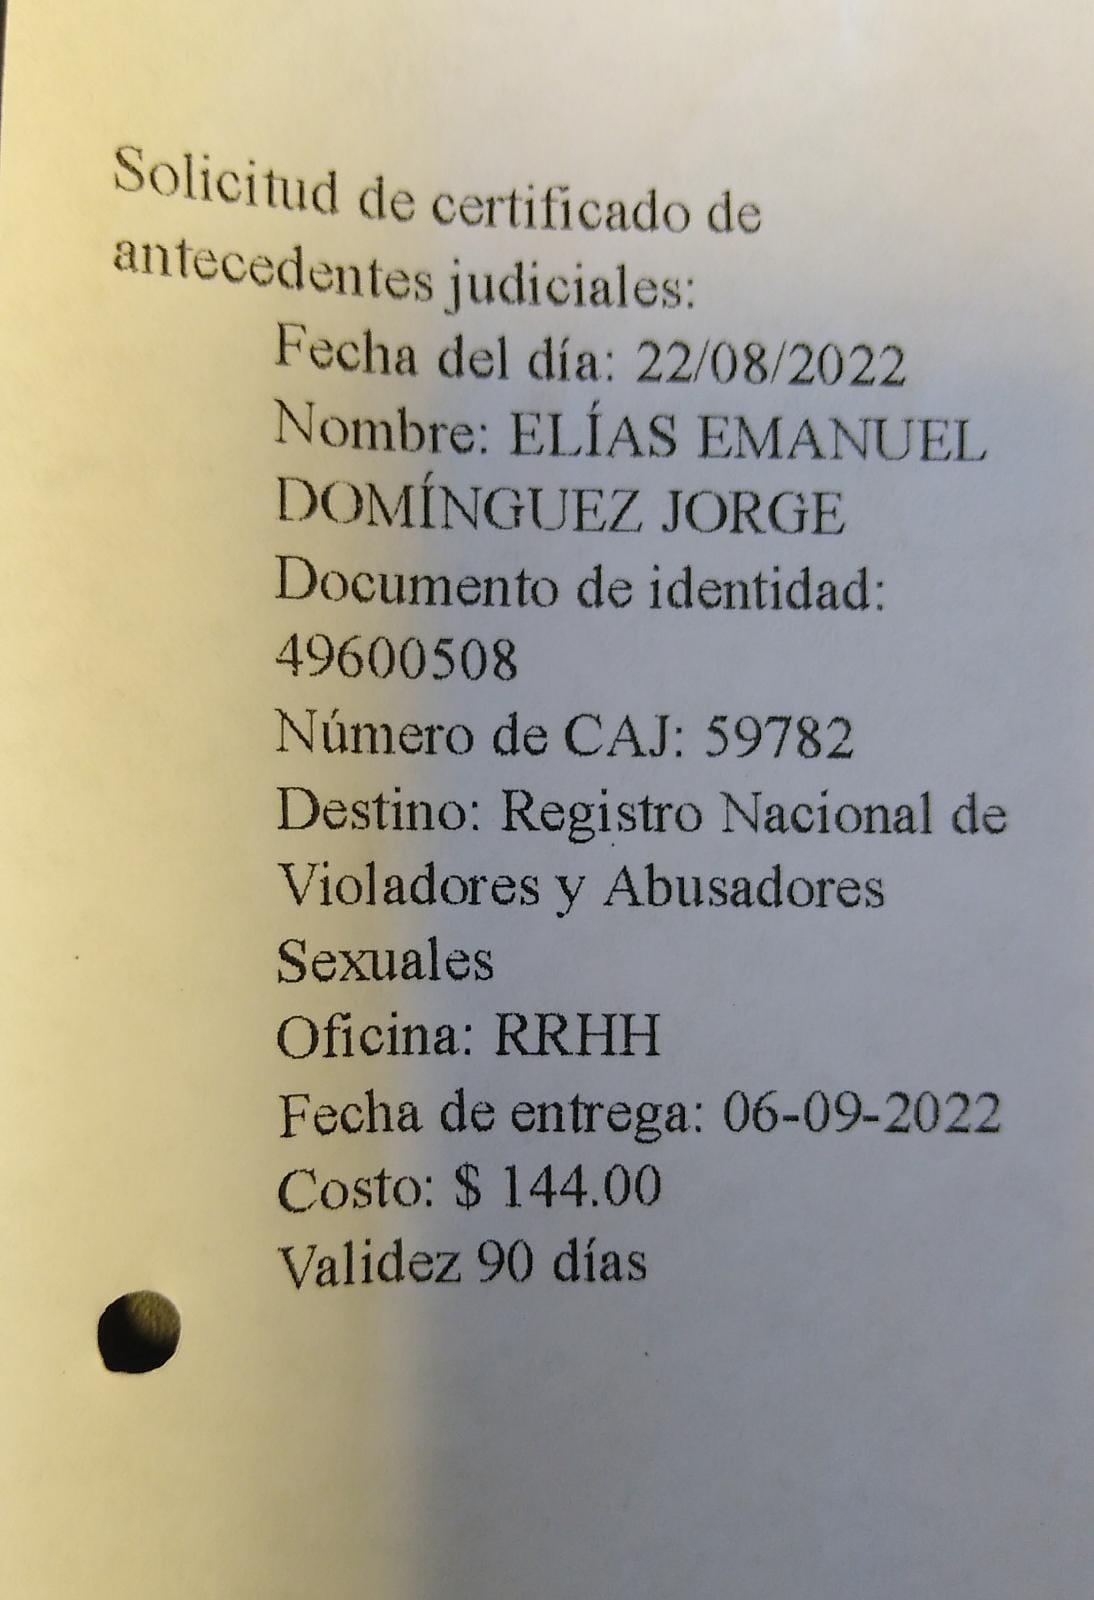 Solicitud de certificado de
antecedentes judiciales:
Fecha del día: 22/08/2022
Nombre: ELÍAS EMANUEL
DOMÍNGUEZ JORGE
Documento de identidad:
49600508
Número de CAJ: 59782
Destino: Registro Nacional de
Violadores y Abusadores
Sexuales
Oficina: RRHH
Fecha de entrega: 06-09-2022
Costo: $ 144.00
Validez 90 días